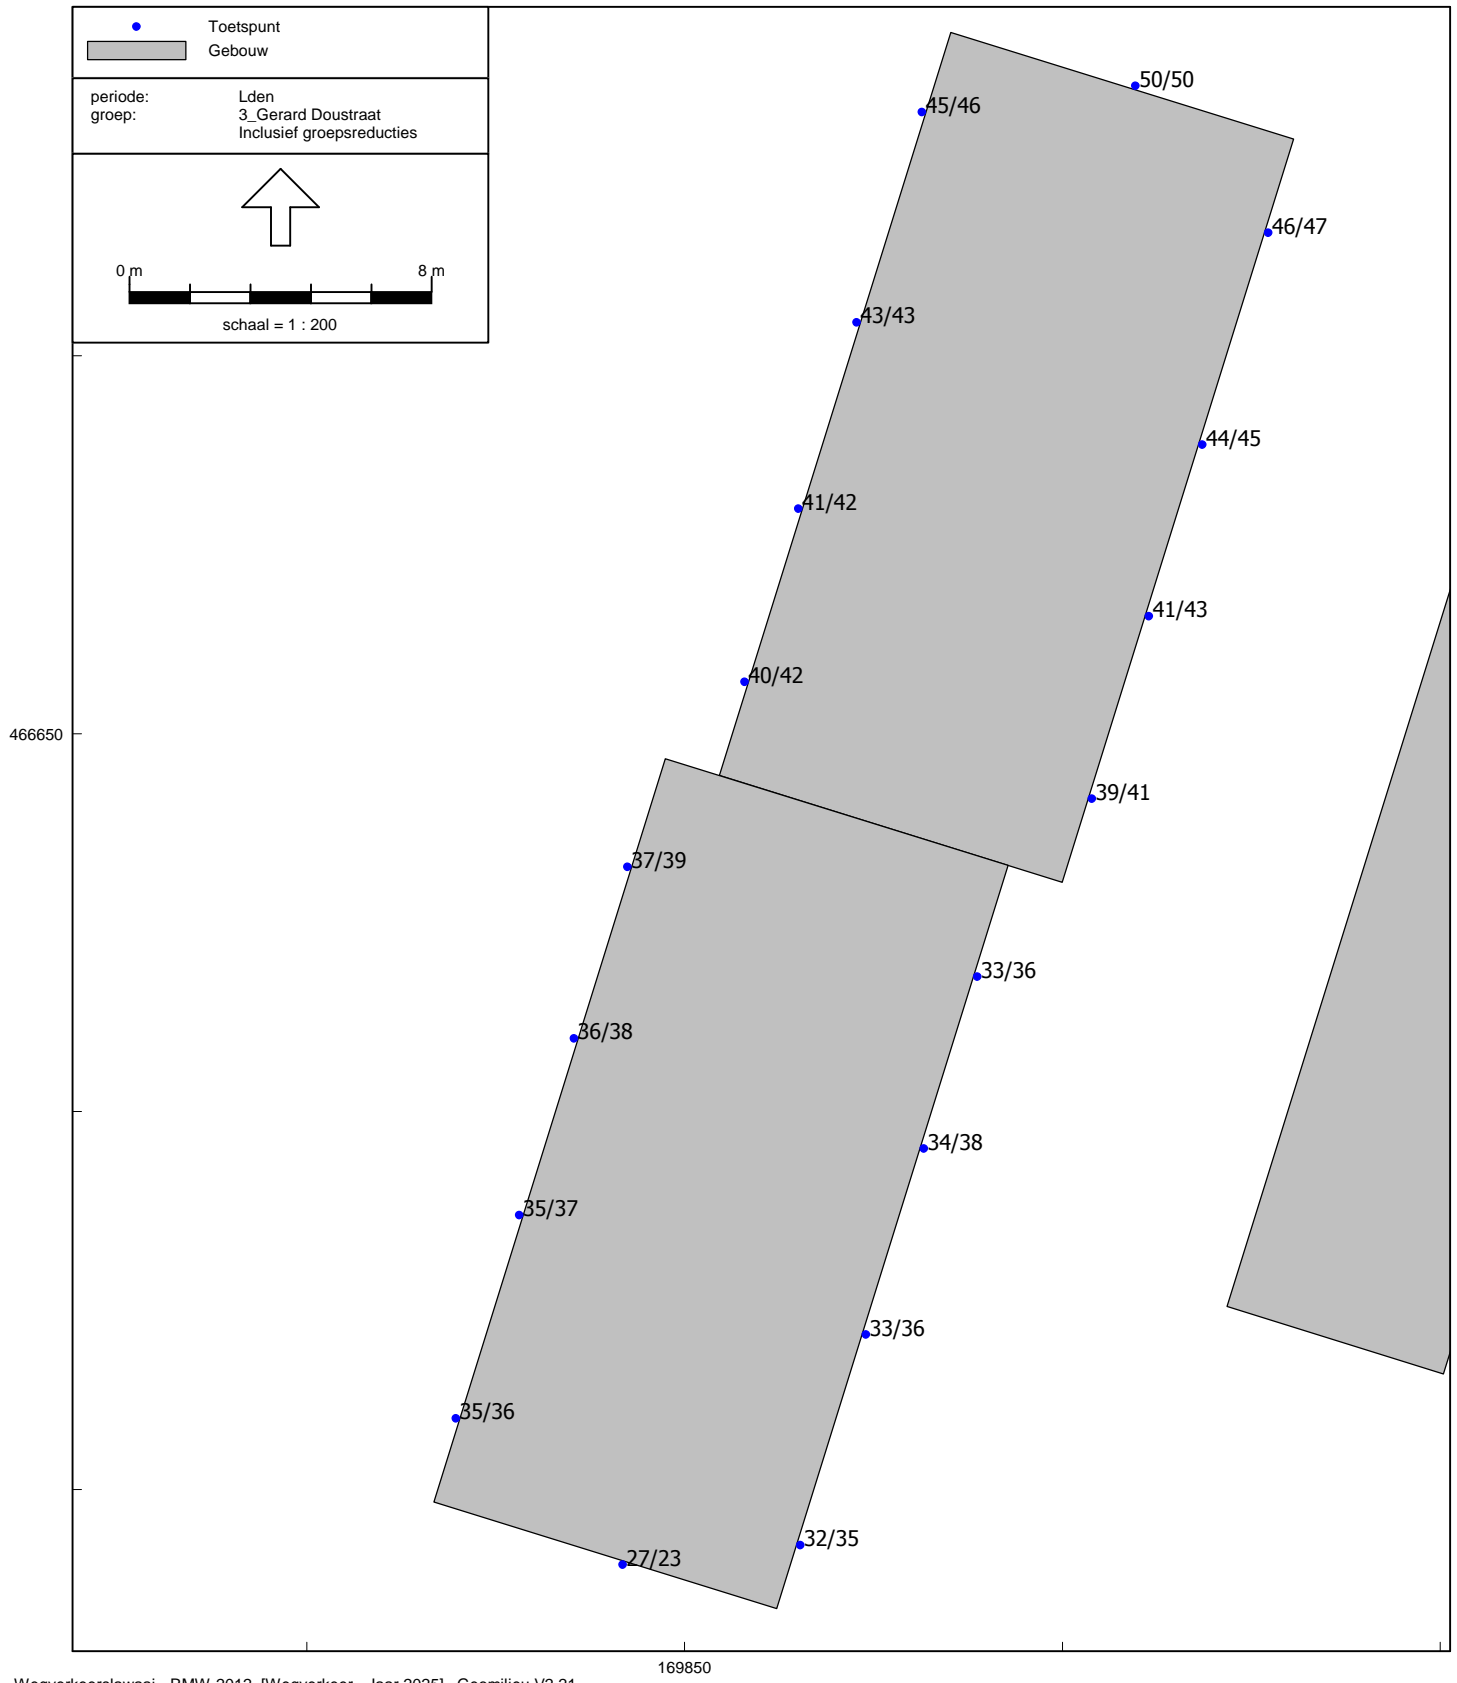 Toetspunt
Gebouw
periode: Lden
groep: 3_Gerard Doustraat
Inclusief groepsreducties
0 m 8 m
schaal = 1 : 200
50/50
45/46
46/47
43/43
44/45
41/42
41/43
40/42
466650
39/41
37/39
33/36
36/38
34/38
35/37
33/36
35/36
32/35
27/23
169850